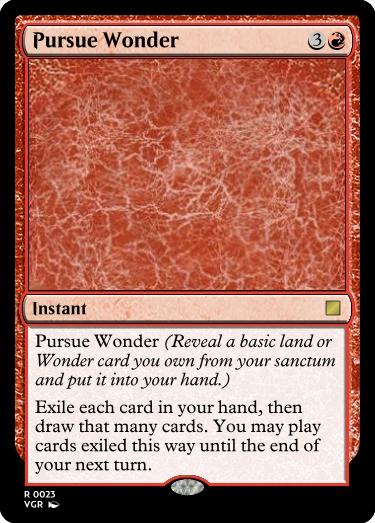 Pursue Wonder 3
Instant
Pursue Wonder (Reveal a basic land or
Wonder card you own from your sanctum
and put it into your hand.)
Exile each card in your hand, then
draw that many cards. You may play
cards exiled this way until the end of
your next turn.
R 0023
VGR